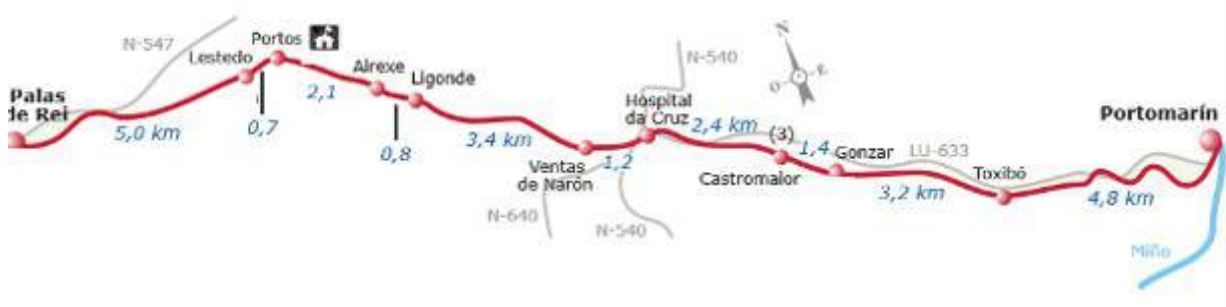 N-547
Portos
Lestedo
Palas
de Rei
5,0 km
0,7
2,1
Airexe
Ligonde
0,8
3,4 km
Ventas
de Narón
1,2
Hospital
da Cruz
N-540
N-640
N-540
2,4 km
(3)
Castromaior
1,4
Gonzar
LU-633
3,2 km
Toxibó
4,8 km
Portomarín
Miño
N
E
O